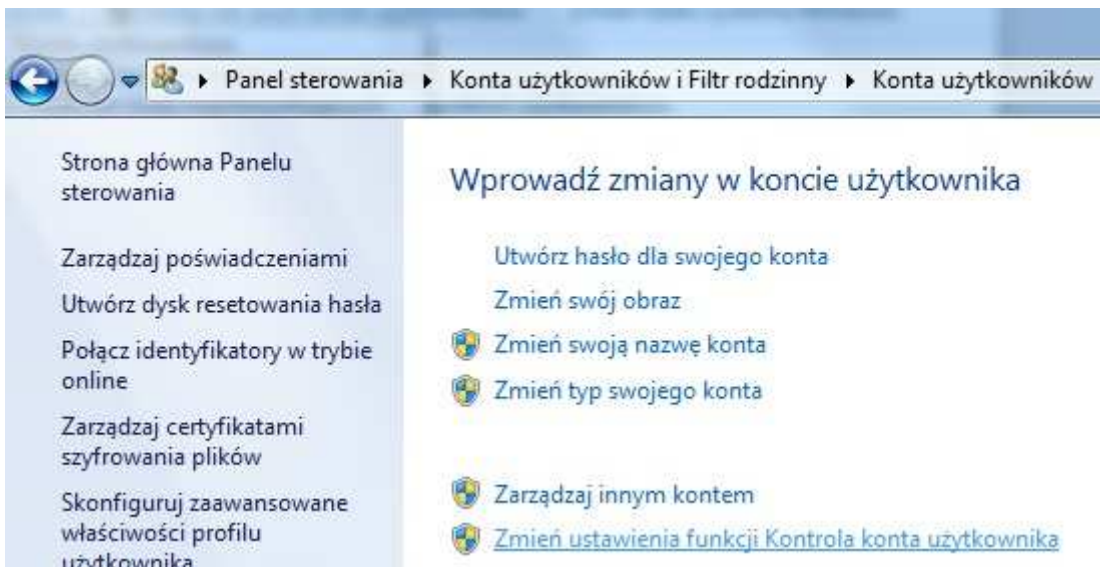 Panel sterowania ▸ Konta użytkowników i Filtr rodzinny ▸ Konta użytkowników
Strona główna Panelu
sterowania
Zarządzaj poświadczeniami
Utwórz dysk resetowania hasła
Połącz identyfikatory w trybie
online
Zarządzaj certyfikatami
szyfrowania plików
Skonfiguruj zaawansowane
właściwości profilu
użytkownika
Wprowadź zmiany w koncie użytkownika
Utwórz hasło dla swojego konta
Zmień swój obraz
Zmień swoją nazwę konta
Zmień typ swojego konta
Zarządzaj innym kontem
Zmień ustawienia funkcji Kontrola konta użytkownika